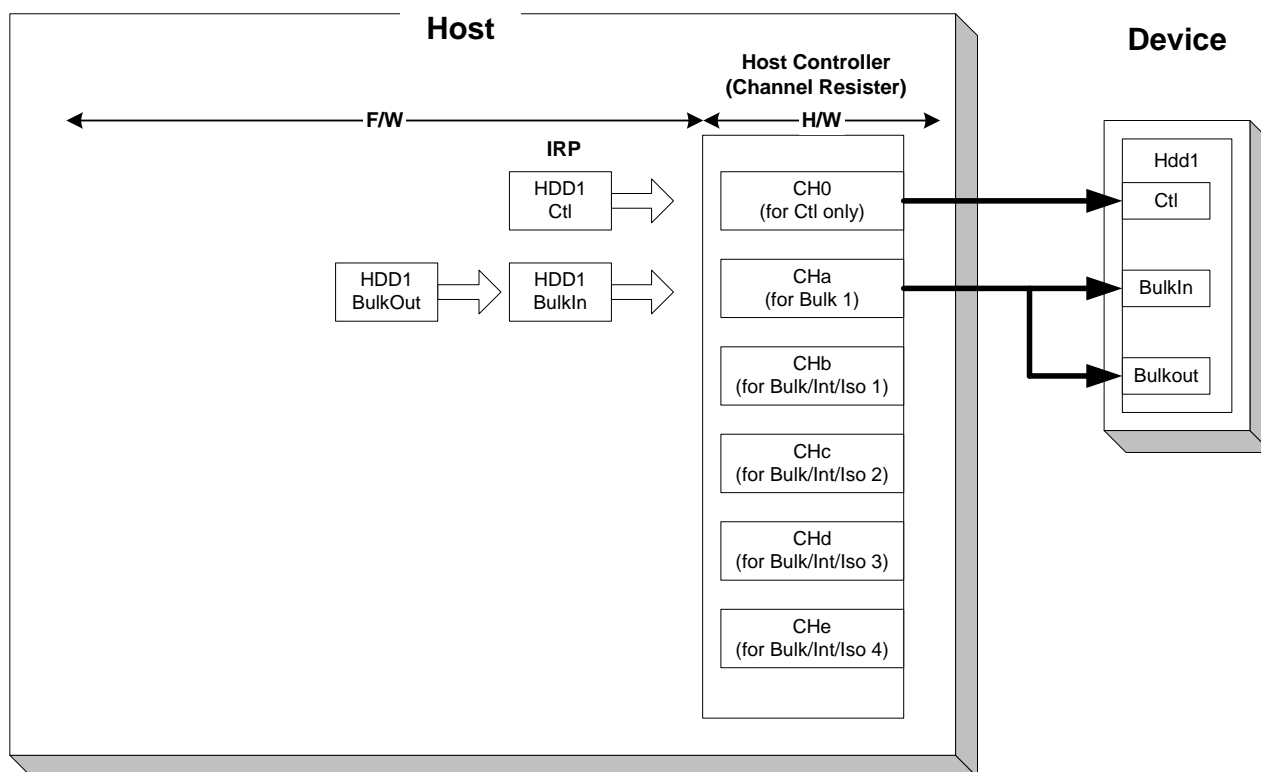 Host
Device
Host Controller
(Channel Resister)
F/W
H/W
IRP
HDD1
Ctl
CH0
(for Ctl only)
Hdd1
Ctl
HDD1
BulkOut
HDD1
BulkIn
CHa
(for Bulk 1)
BulkIn
CHb
(for Bulk/Int/Iso 1)
Bulkout
CHc
(for Bulk/Int/Iso 2)
CHd
(for Bulk/Int/Iso 3)
CHe
(for Bulk/Int/Iso 4)